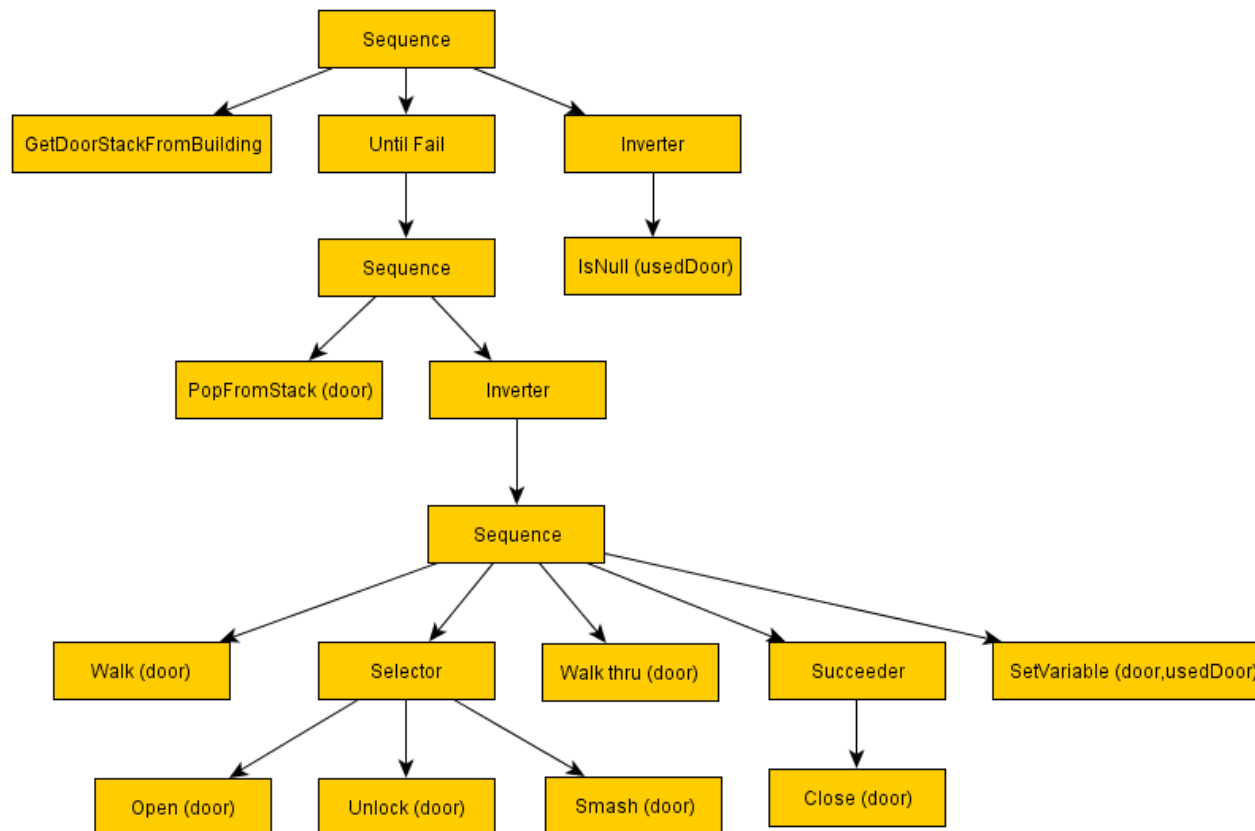 Sequence
GetDoorStackFromBuilding
Until Fail
Inverter
Sequence
IsNull (usedDoor)
PopFromStack (door)
Inverter
Sequence
Walk (door)
Selector
Walk thru (door)
Succeeder
SetVariable (door,usedDoor)
Open (door)
Unlock (door)
Smash (door)
Close (door)